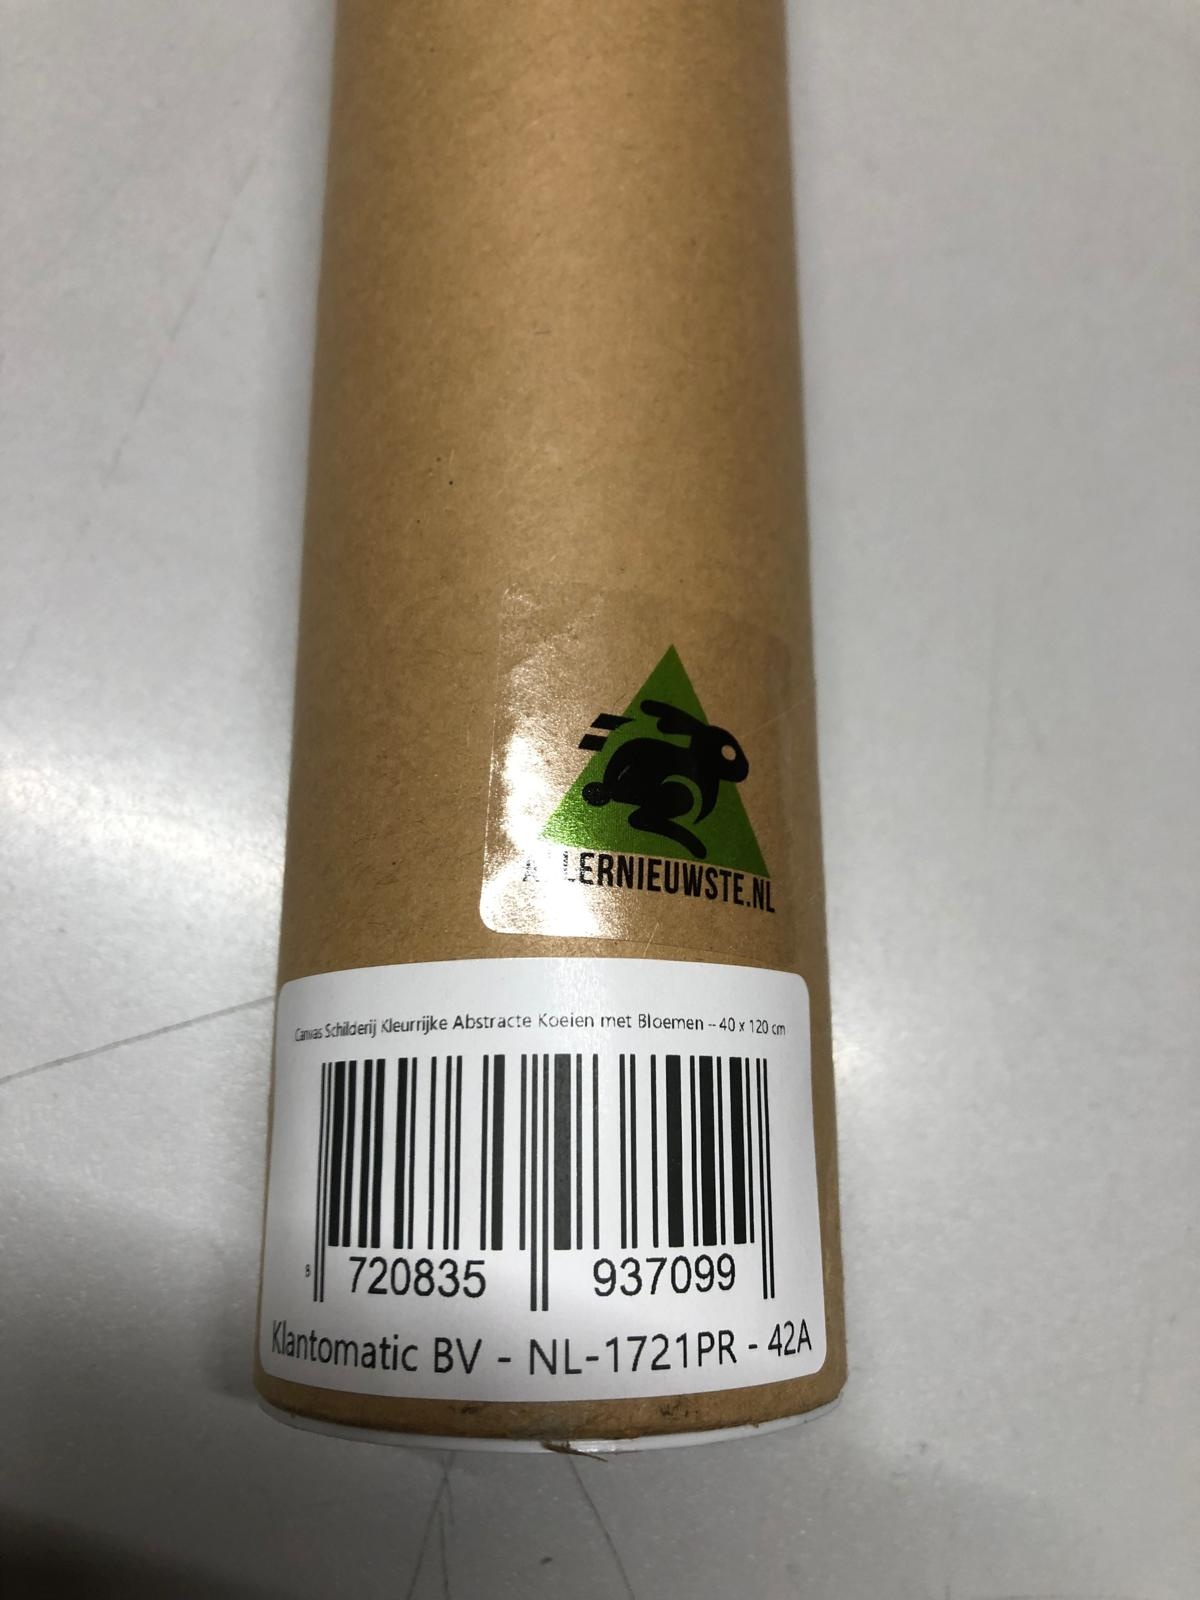 ALLERNIEUWSTE.NL
Canvas Schilderij Kleurrijke Abstracte Koeien met Bloemen -- 40 x 120 cm
8 720835 937099
Klantomatic BV - NL-1721PR - 42A